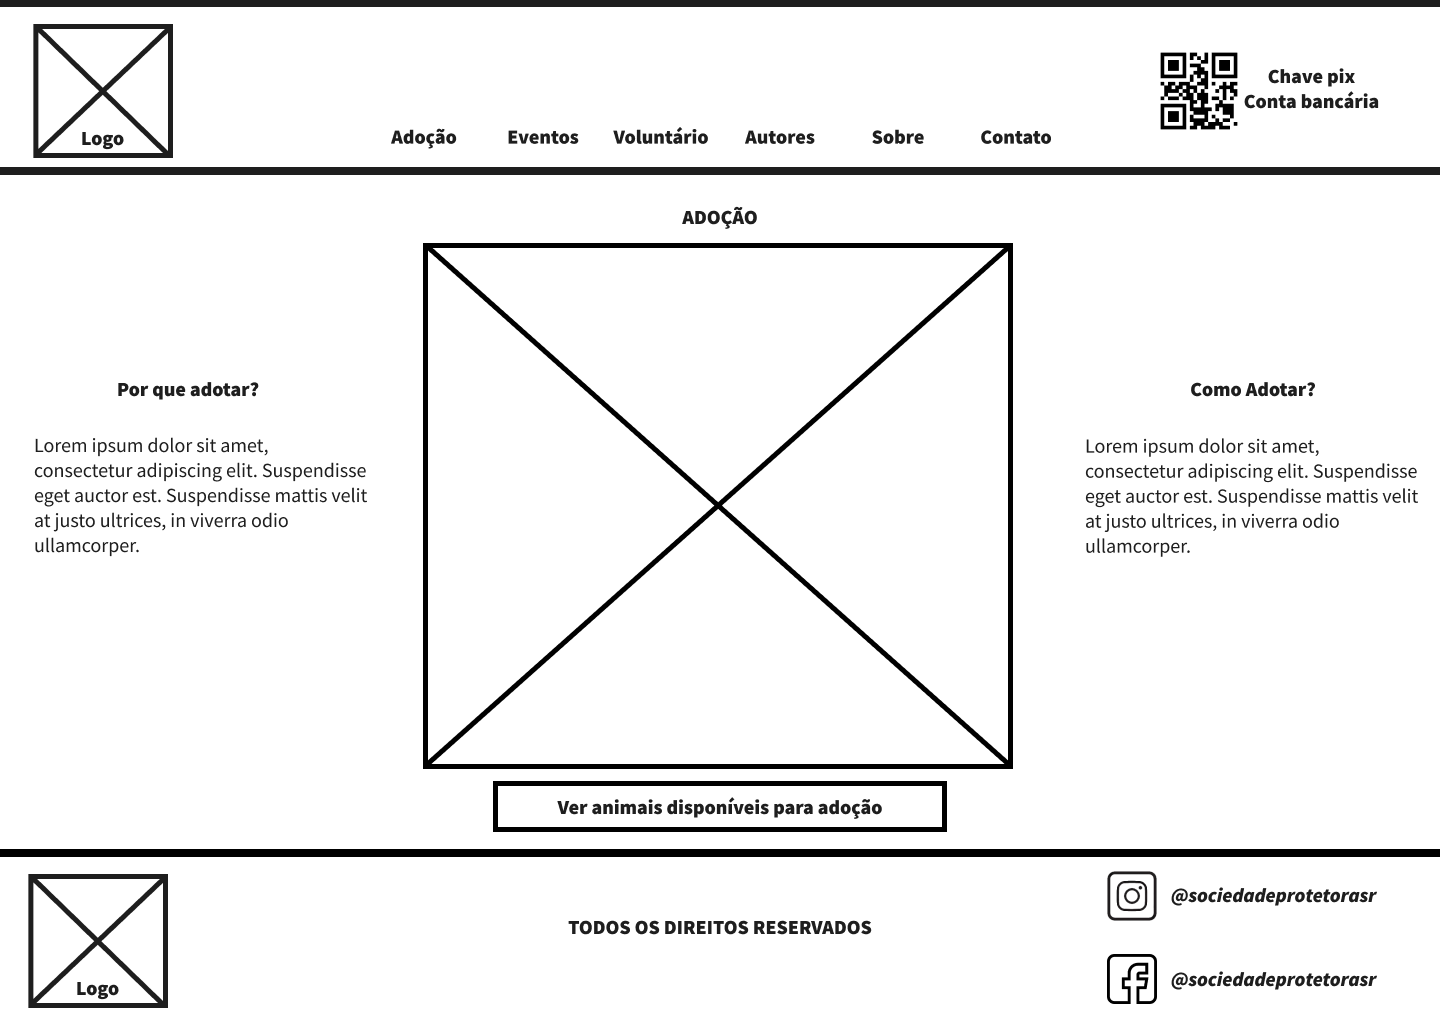 Logo
Adoção Eventos Voluntário Autores Sobre Contato
Chave pix
Conta bancária
ADOÇÃO
Por que adotar?
Lorem ipsum dolor sit amet,
consectetur adipiscing elit. Suspendisse
eget auctor est. Suspendisse mattis velit
at justo ultrices, in viverra odio
ullamcorper.
Como Adotar?
Lorem ipsum dolor sit amet,
consectetur adipiscing elit. Suspendisse
eget auctor est. Suspendisse mattis velit
at justo ultrices, in viverra odio
ullamcorper.
Ver animais disponíveis para adoção
Logo
TODOS OS DIREITOS RESERVADOS
@sociedadeprotetorasr
@sociedadeprotetorasr